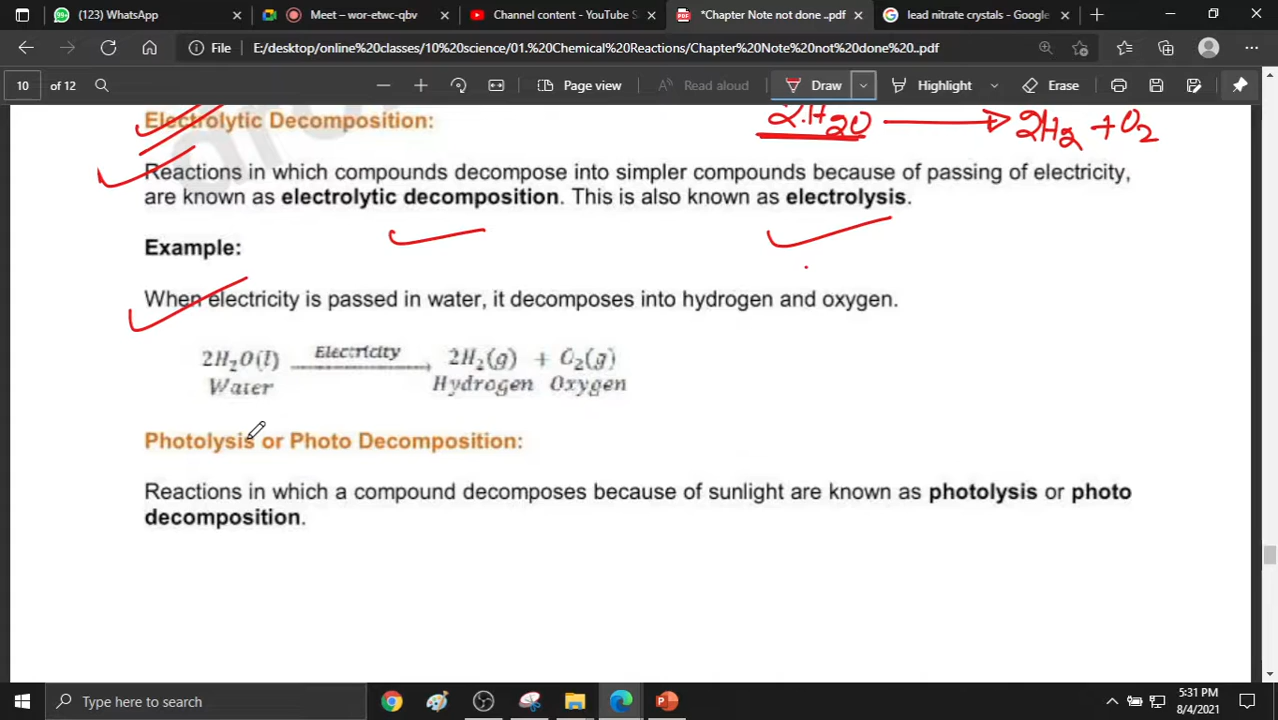 (123) WhatsApp
Meet – wor-etwc-qbv
Channel content - YouTube S
*Chapter Note not done ..pdf
lead nitrate crystals - Google
File
E:/desktop/online%20classes/10%20science/01.%20Chemical%20Reactions/Chapter%20Note%20not%20done%20..pdf
10 of 12
Page view
Read aloud
Draw
Highlight
Erase
Electrolytic Decomposition:
2H2O → 2H2 + O2
Reactions in which compounds decompose into simpler compounds because of passing of electricity,
are known as electrolytic decomposition. This is also known as electrolysis.
Example:
When electricity is passed in water, it decomposes into hydrogen and oxygen.
Electricity
2H₂O(l) → 2H₂(g) + O₂(g)
Water Hydrogen Oxygen
Photolysis or Photo Decomposition:
Reactions in which a compound decomposes because of sunlight are known as photolysis or photo
decomposition.
Type here to search
5:31 PM
8/4/2021